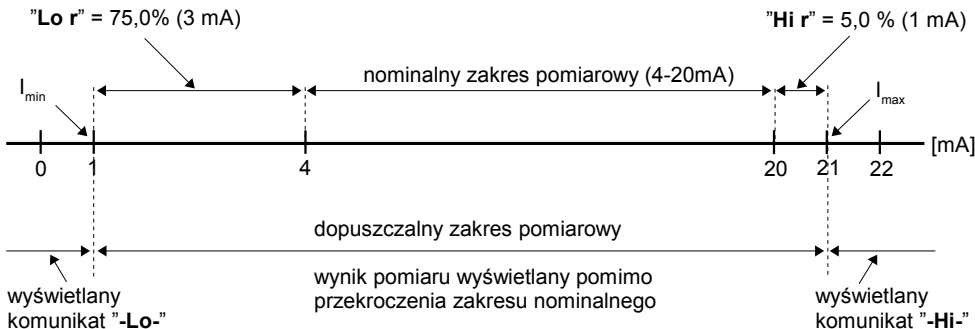 "Lo r" = 75,0% (3 mA)
"Hi r" = 5,0 % (1 mA)
nominalny zakres pomiarowy (4-20mA)
Imin
Imax
0 1 4 20 21 22 [mA]
dopuszczalny zakres pomiarowy
wynik pomiaru wyświetlany pomimo
przekroczenia zakresu nominalnego
wyświetlany
komunikat "-Lo-"
wyświetlany
komunikat "-Hi-"